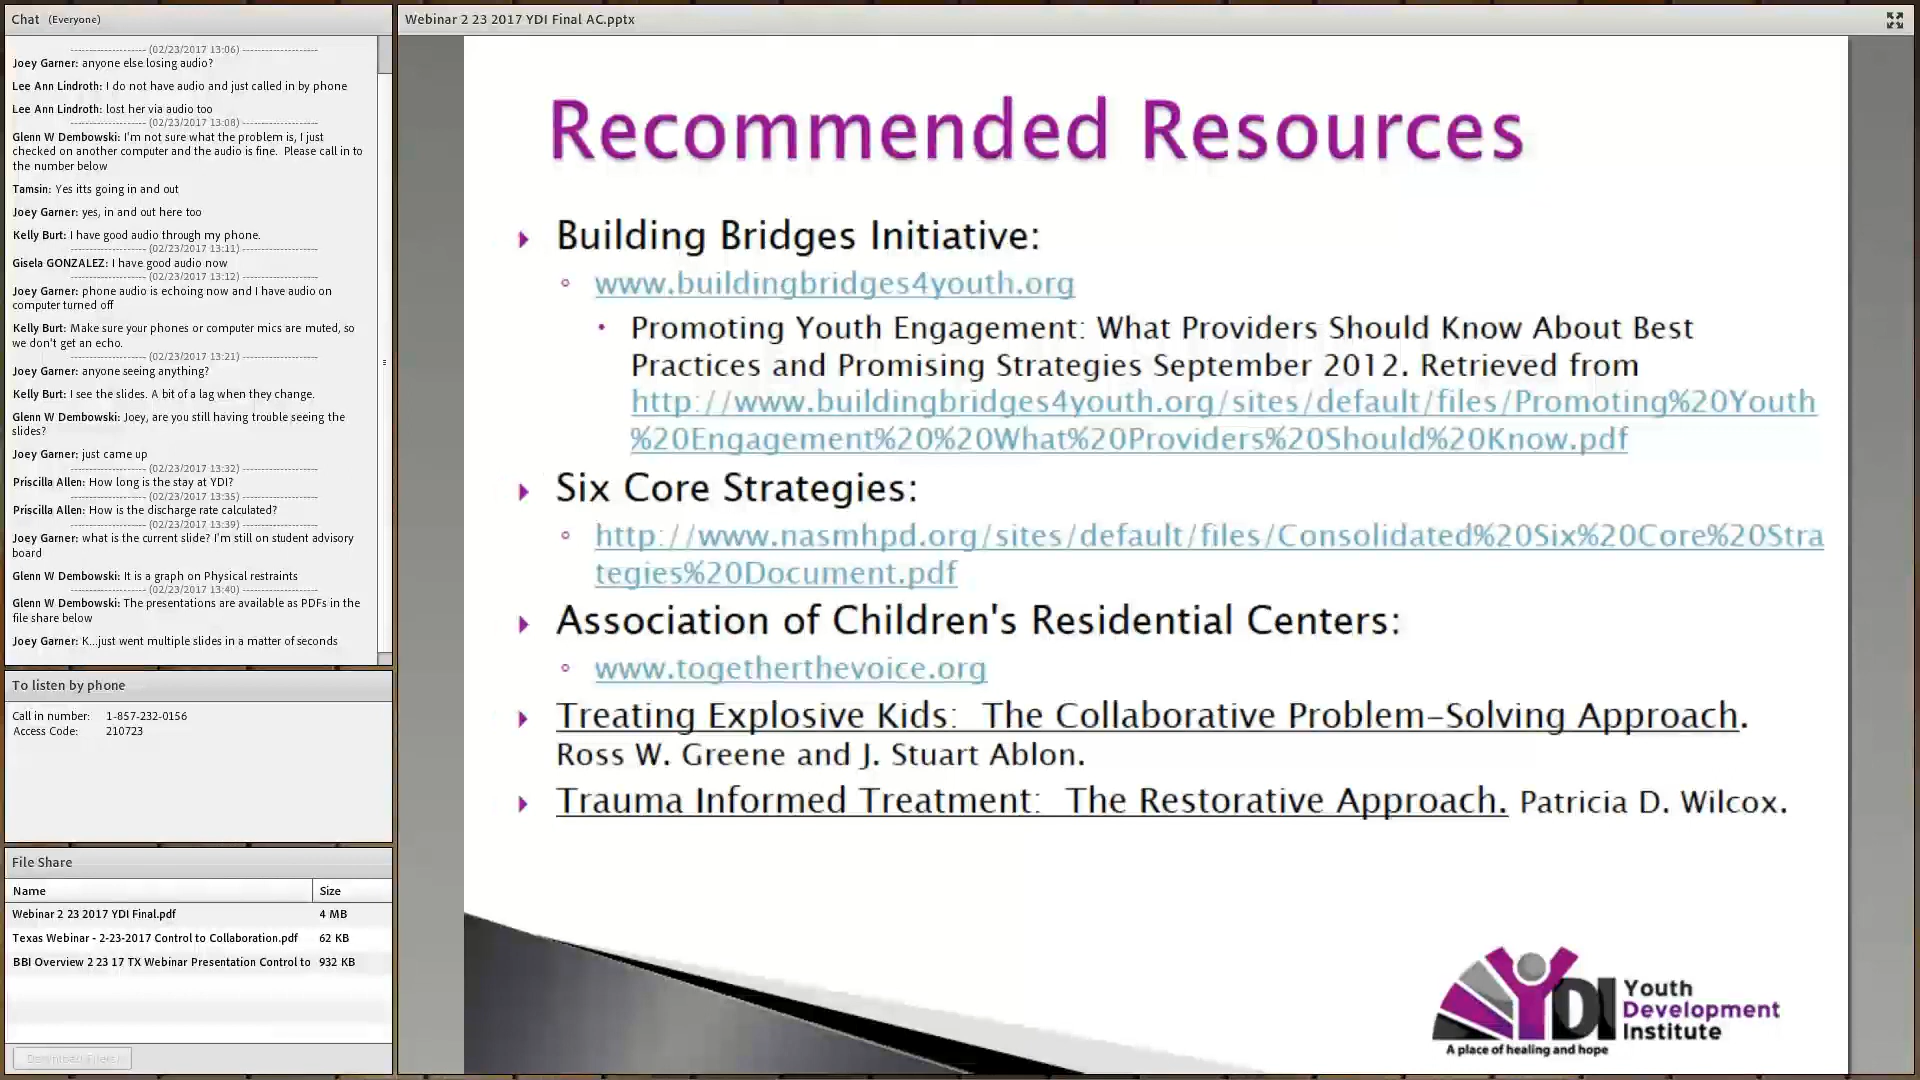 Chat (Everyone)
-------------------- (02/23/2017 13:06) --------------------
Joey Garner: anyone else losing audio?
Lee Ann Lindroth: I do not have audio and just called in by phone
Lee Ann Lindroth: lost her via audio too
-------------------- (02/23/2017 13:08) --------------------
Glenn W Dembowski: I'm not sure what the problem is, I just
checked on another computer and the audio is fine.  Please call in to
the number below
Tamsin: Yes itts going in and out
Joey Garner: yes, in and out here too
Kelly Burt: I have good audio through my phone.
-------------------- (02/23/2017 13:11) --------------------
Gisela GONZALEZ: I have good audio now
-------------------- (02/23/2017 13:12) --------------------
Joey Garner: phone audio is echoing now and I have audio on
computer turned off
Kelly Burt: Make sure your phones or computer mics are muted, so
we don't get an echo.
-------------------- (02/23/2017 13:21) --------------------
Joey Garner: anyone seeing anything?
Kelly Burt: I see the slides. A bit of a lag when they change.
Glenn W Dembowski: Joey, are you still having trouble seeing the
slides?
Joey Garner: just came up
-------------------- (02/23/2017 13:32) --------------------
Priscilla Allen: How long is the stay at YDI?
-------------------- (02/23/2017 13:35) --------------------
Priscilla Allen: How is the discharge rate calculated?
-------------------- (02/23/2017 13:39) --------------------
Joey Garner: what is the current slide? I'm still on student advisory
board
Glenn W Dembowski: It is a graph on Physical restraints
-------------------- (02/23/2017 13:40) --------------------
Glenn W Dembowski: The presentations are available as PDFs in the
file share below
Joey Garner: K...just went multiple slides in a matter of seconds
To listen by phone
Call in number: 1-857-232-0156
Access Code: 210723
File Share
Name Size
Webinar 2 23 2017 YDI Final.pdf 4 MB
Texas Webinar - 2-23-2017 Control to Collaboration.pdf 62 KB
BBI Overview 2 23 17 TX Webinar Presentation Control to 932 KB
Download File(s)
Webinar 2 23 2017 YDI Final AC.pptx
Recommended Resources
Building Bridges Initiative:
www.buildingbridges4youth.org
Promoting Youth Engagement: What Providers Should Know About Best
Practices and Promising Strategies September 2012. Retrieved from
http://www.buildingbridges4youth.org/sites/default/files/Promoting%20Youth
%20Engagement%20%20What%20Providers%20Should%20Know.pdf
Six Core Strategies:
http://www.nasmhpd.org/sites/default/files/Consolidated%20Six%20Core%20Stra
tegies%20Document.pdf
Association of Children's Residential Centers:
www.togetherthevoice.org
Treating Explosive Kids:  The Collaborative Problem-Solving Approach.
Ross W. Greene and J. Stuart Ablon.
Trauma Informed Treatment:  The Restorative Approach. Patricia D. Wilcox.
YDI Youth
Development
Institute
A place of healing and hope